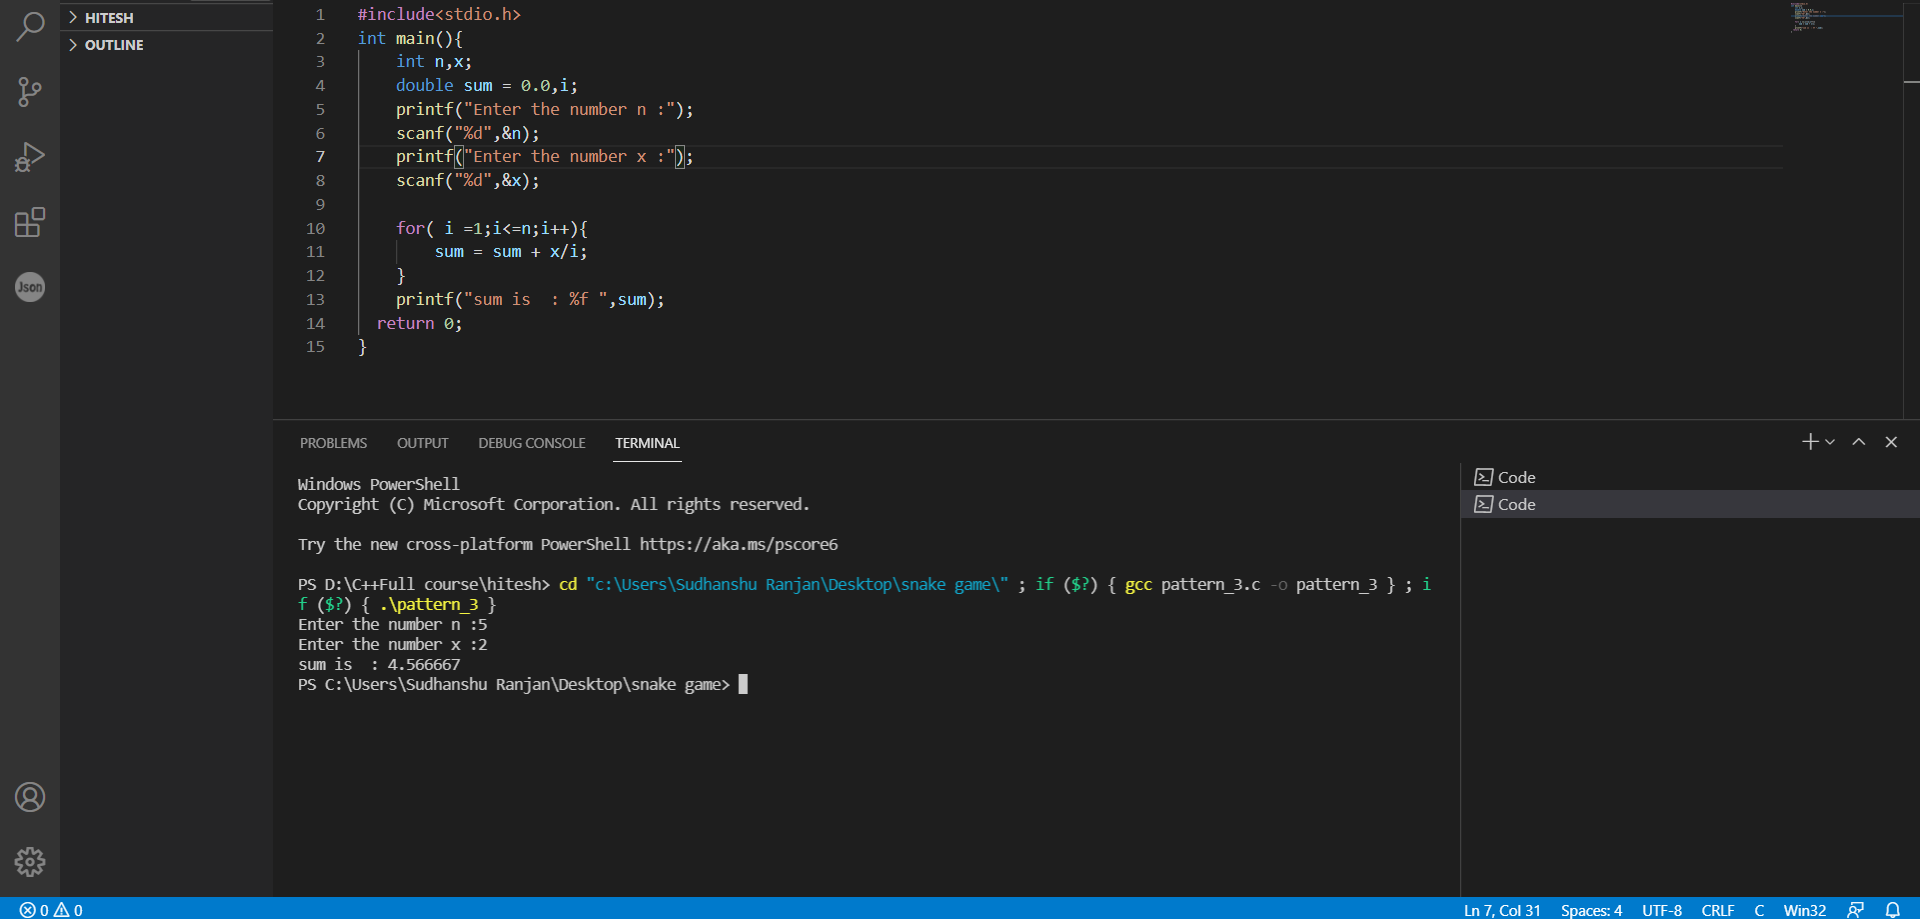 HITESH
OUTLINE
Json
1 #include<stdio.h>
2 int main(){
3 int n,x;
4 double sum = 0.0,i;
5 printf("Enter the number n :");
6 scanf("%d",&n);
7 printf("Enter the number x :");
8 scanf("%d",&x);
9
10 for( i =1;i<=n;i++){
11 sum = sum + x/i;
12 }
13 printf("sum is  : %f ",sum);
14 return 0;
15 }
PROBLEMS OUTPUT DEBUG CONSOLE TERMINAL
Windows PowerShell
Copyright (C) Microsoft Corporation. All rights reserved.
Try the new cross-platform PowerShell https://aka.ms/pscore6
PS D:\C++Full course\hitesh> cd "c:\Users\Sudhanshu Ranjan\Desktop\snake game\" ; if ($?) { gcc pattern_3.c -o pattern_3 } ; i
f ($?) { .\pattern_3 }
Enter the number n :5
Enter the number x :2
sum is  : 4.566667
PS C:\Users\Sudhanshu Ranjan\Desktop\snake game>
Code
Code
0 0 Ln 7, Col 31 Spaces: 4 UTF-8 CRLF C Win32